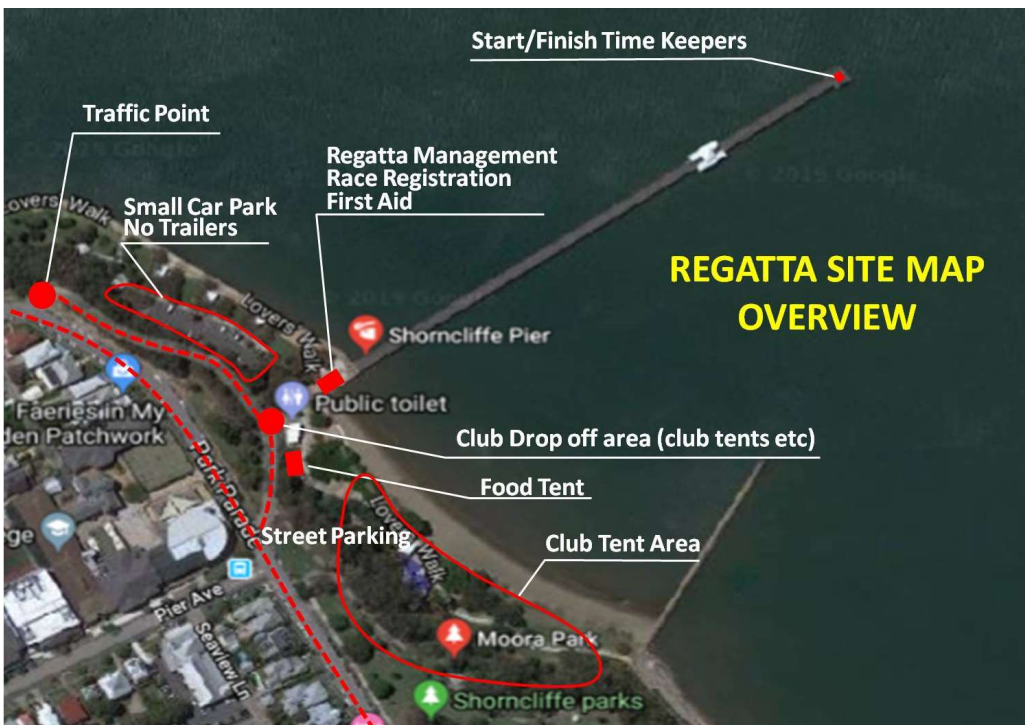 Start/Finish Time Keepers
Traffic Point
Regatta Management
Race Registration
First Aid
Small Car Park
No Trailers
Lovers Walk
REGATTA SITE MAP
OVERVIEW
© 2019 Google
Lovers Walk
Shorncliffe Pier
Public toilet
Faeries in My
den Patchwork
Club Drop off area (club tents etc)
Park Parade
Food Tent
ge
Street Parking
Lovers Walk
Club Tent Area
Pier Ave
Seaview Ln
Moora Park
Shorncliffe parks